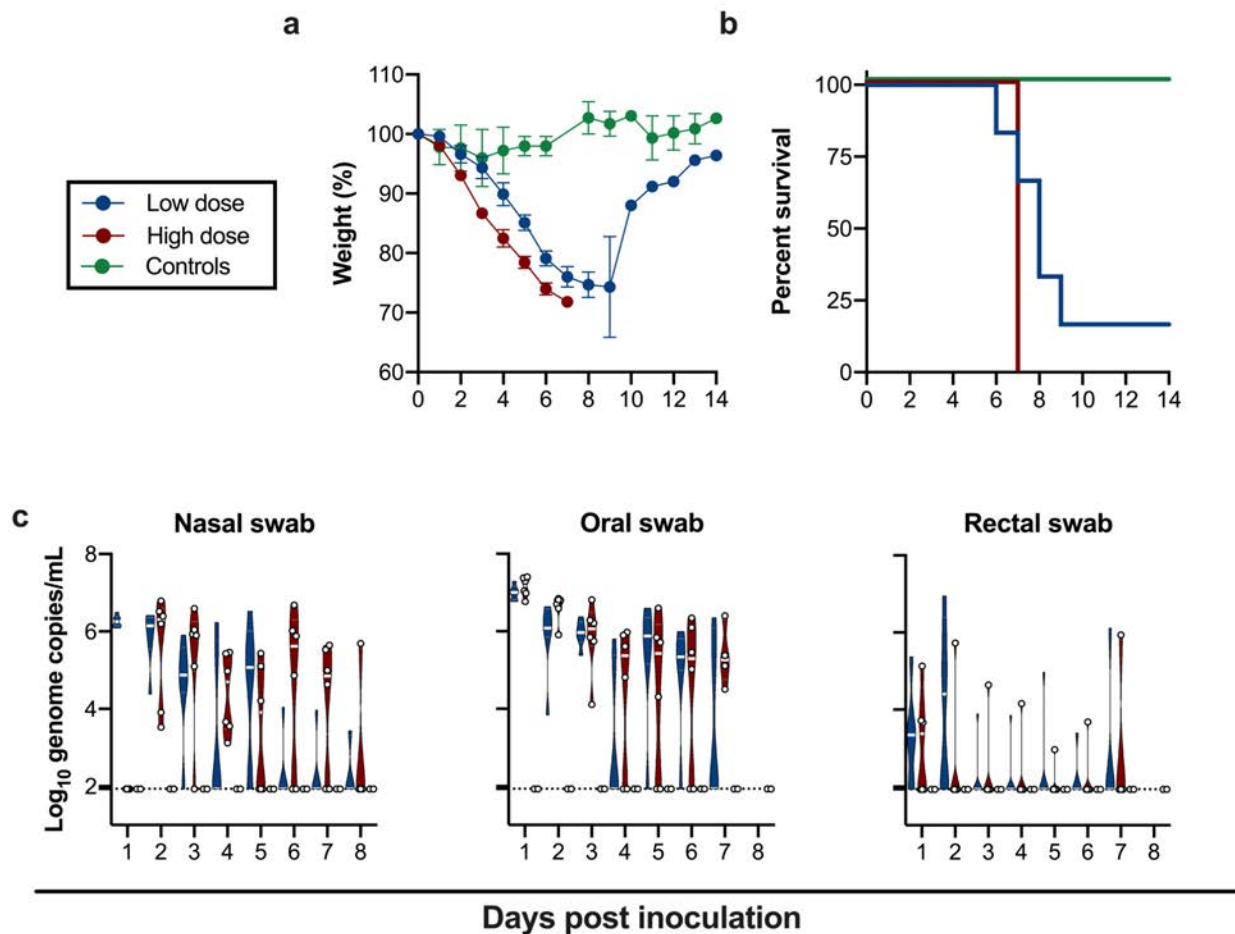 a
b
Low dose
High dose
Controls
Weight (%)
110
100
90
80
70
60
0 2 4 6 8 10 12 14
Percent survival
100
75
50
25
0
0 2 4 6 8 10 12 14
c
Nasal swab
Oral swab
Rectal swab
Log10 genome copies/mL
8
6
4
2
1 2 3 4 5 6 7 8
1 2 3 4 5 6 7 8
1 2 3 4 5 6 7 8
Days post inoculation